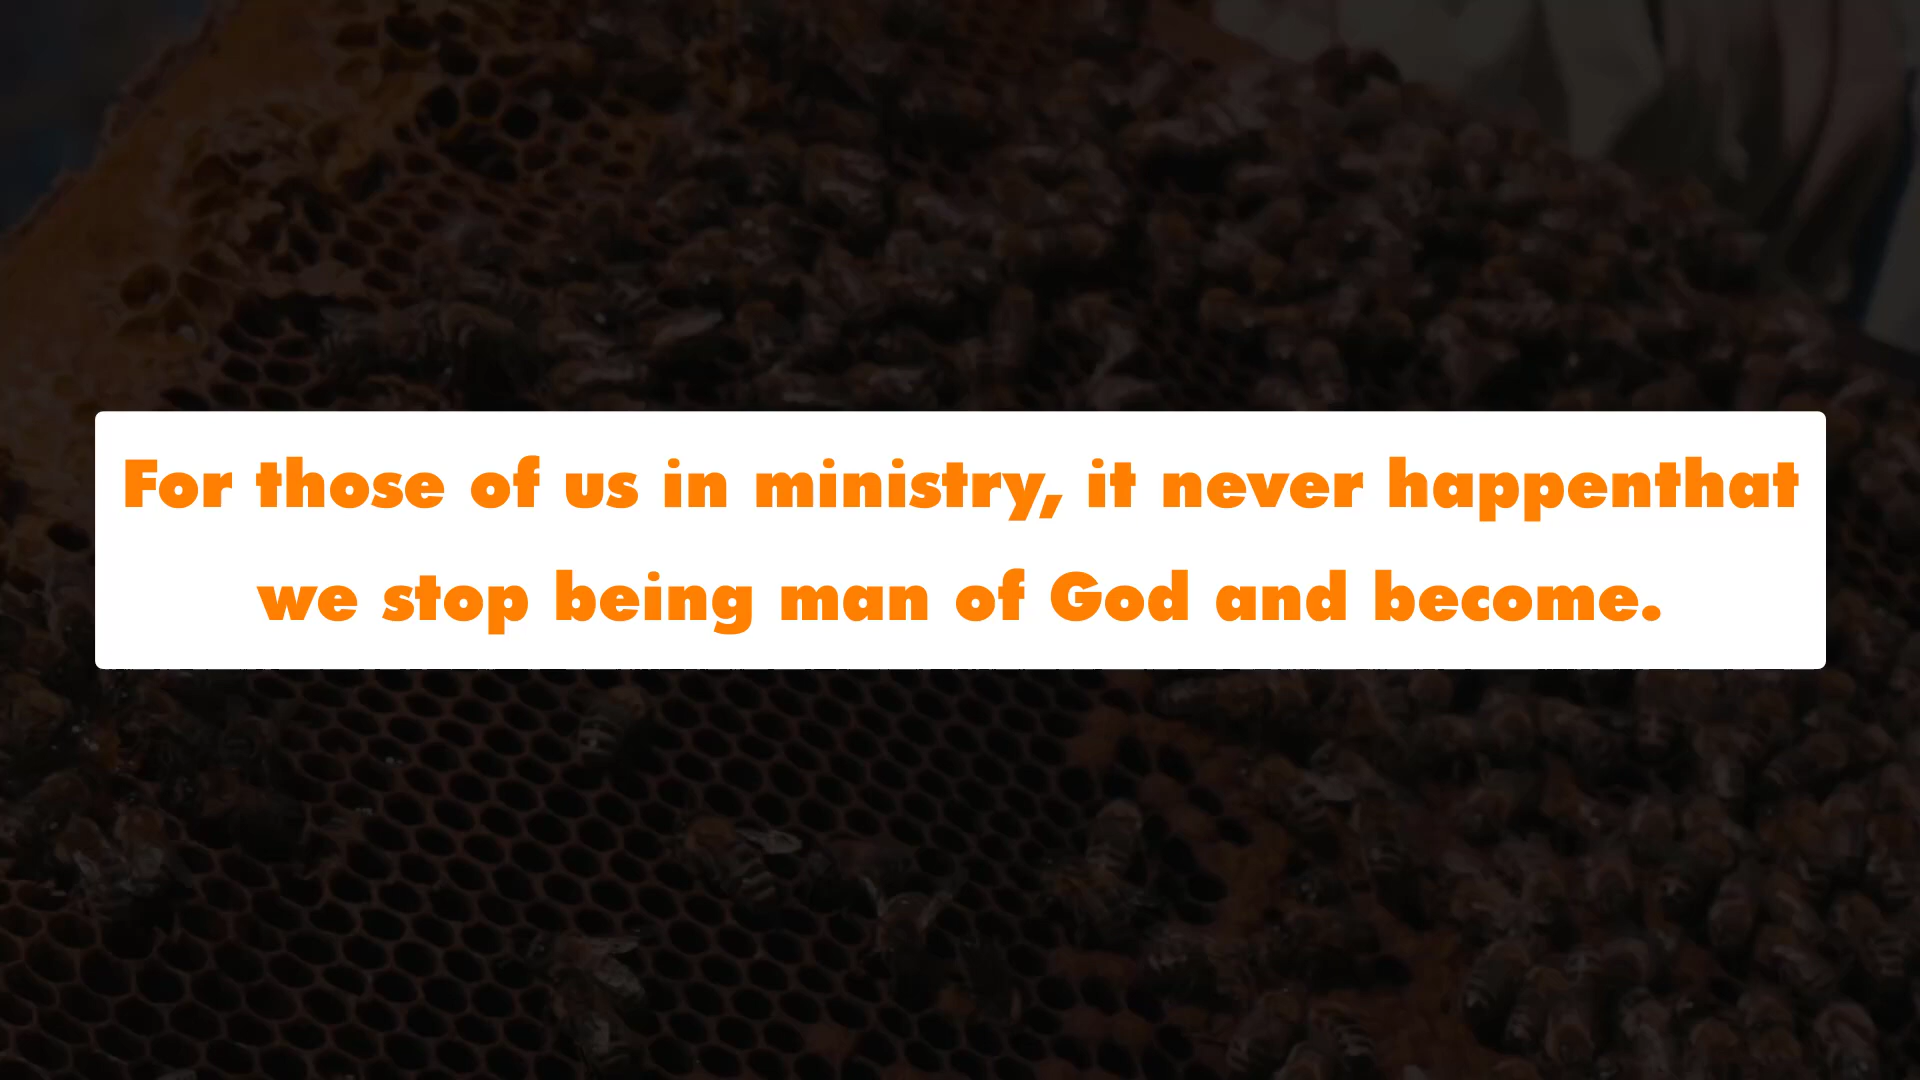 For those of us in ministry, it never happenthat
we stop being man of God and become.